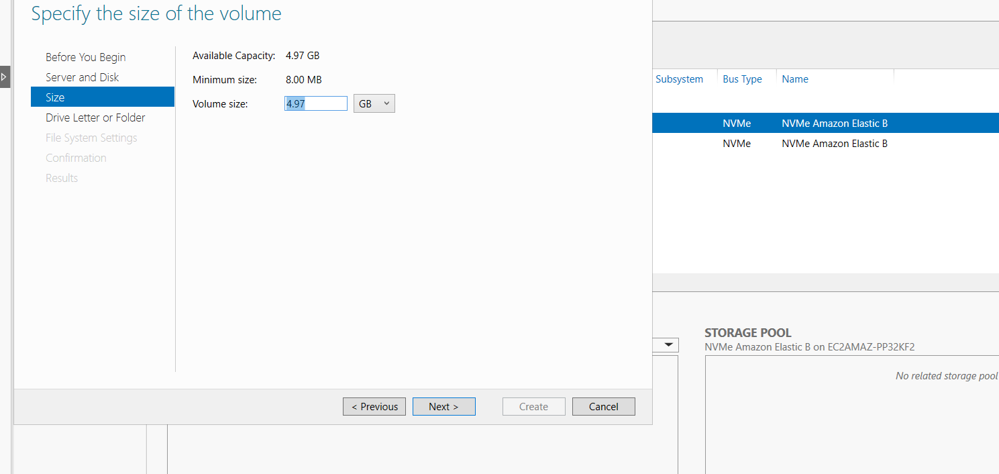 Specify the size of the volume
Before You Begin
Server and Disk
Size
Drive Letter or Folder
File System Settings
Confirmation
Results
Available Capacity: 4.97 GB
Minimum size: 8.00 MB
Volume size: 4.97 GB
< Previous Next > Create Cancel
Subsystem Bus Type Name
NVMe NVMe Amazon Elastic B
NVMe NVMe Amazon Elastic B
STORAGE POOL
NVMe Amazon Elastic B on EC2AMAZ-PP32KF2
No related storage pool